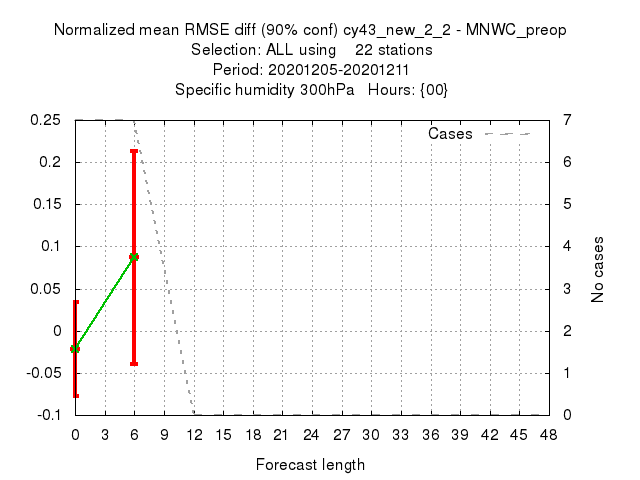 Normalized mean RMSE diff (90% conf) cy43_new_2_2 - MNWC_preop
Selection: ALL using 22 stations
Period: 20201205-20201211
Specific humidity 300hPa Hours: {00}
Cases
0.25
0.2
0.15
0.1
0.05
0
-0.05
-0.1
7
6
5
4
3
2
1
0
No cases
0 3 6 9 12 15 18 21 24 27 30 33 36 39 42 45 48
Forecast length